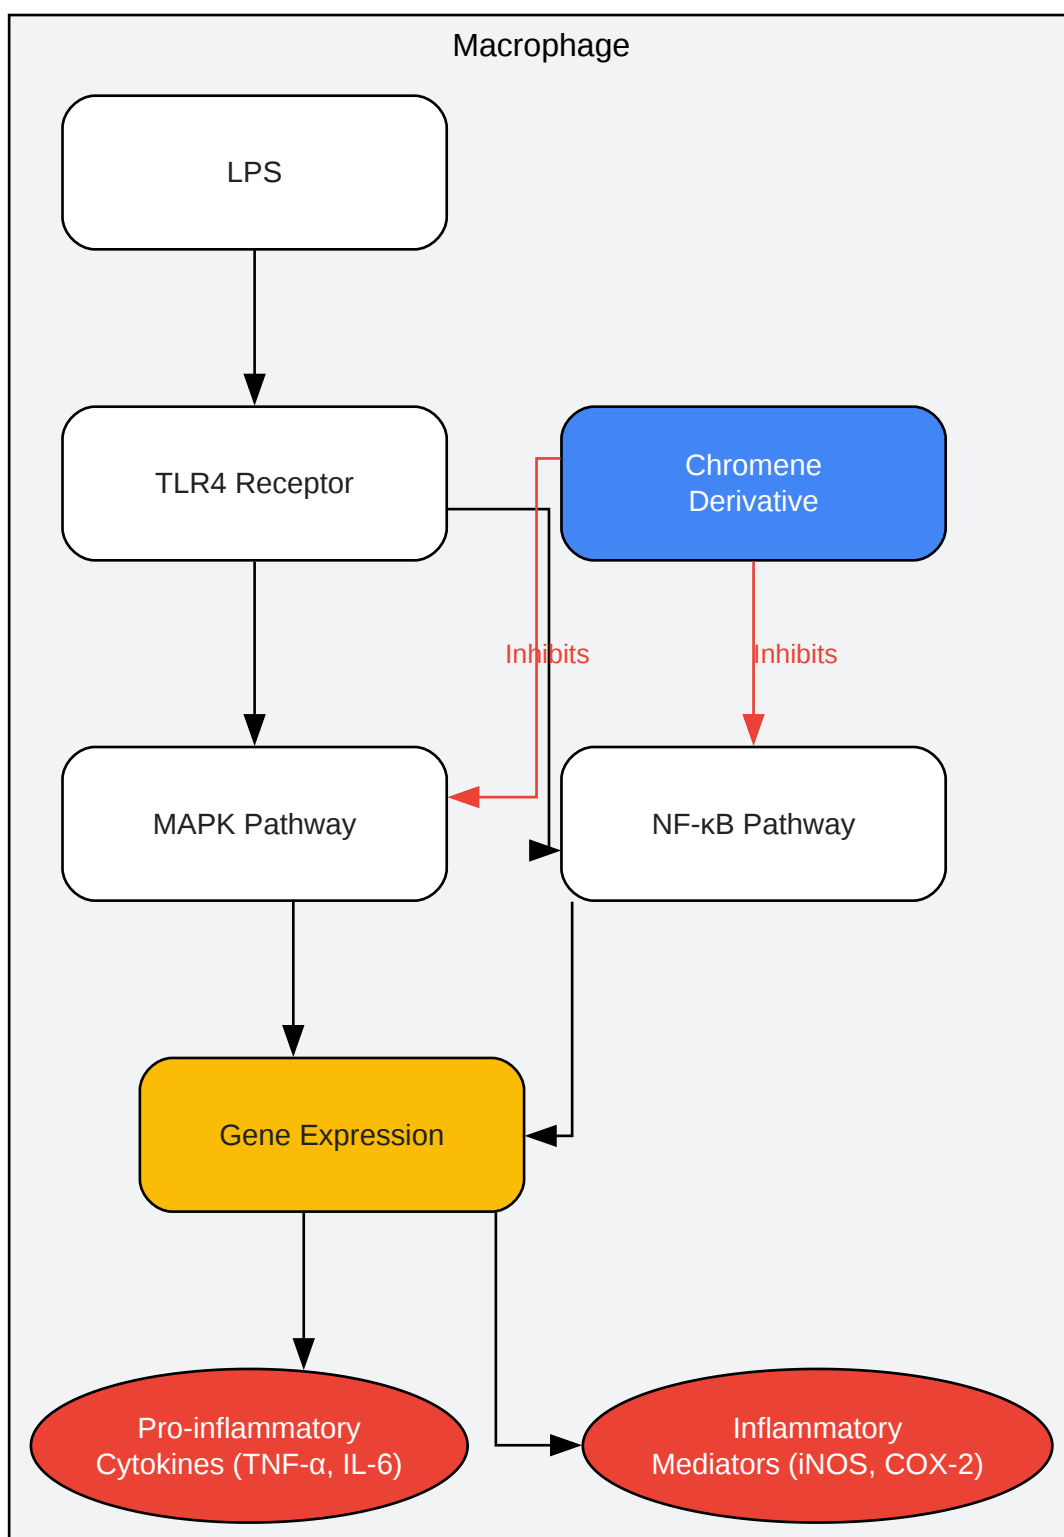 Macrophage
LPS
TLR4 Receptor
Chromene
Derivative
Inhibits
Inhibits
MAPK Pathway
NF-κB Pathway
Gene Expression
Pro-inflammatory
Cytokines (TNF-α, IL-6)
Inflammatory
Mediators (iNOS, COX-2)